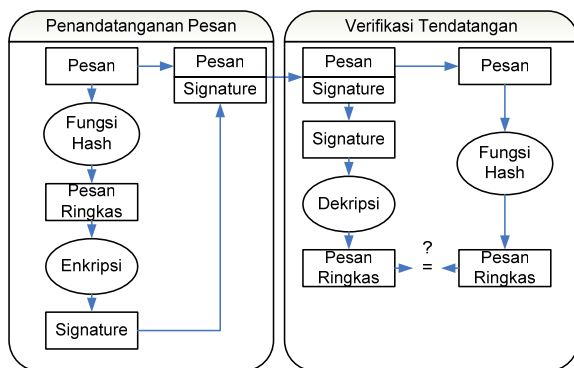 Penandatanganan Pesan
Pesan
Pesan
Signature
Fungsi
Hash
Pesan
Ringkas
Enkripsi
Signature
Verifikasi Tendatangan
Pesan
Signature
Pesan
Signature
Fungsi
Hash
Dekripsi
Pesan
Ringkas
?
=
Pesan
Ringkas